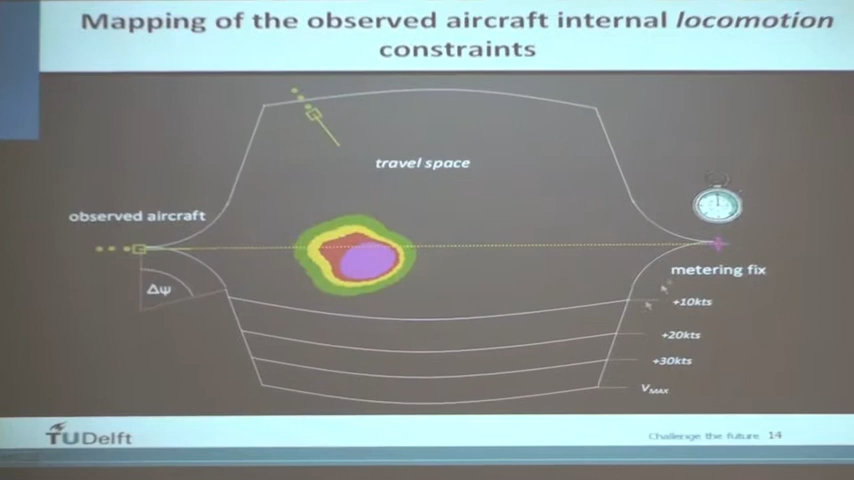 Mapping of the observed aircraft internal locomotion
constraints
travel space
observed aircraft
Δψ
metering fix
+10kts
+20kts
+30kts
VMAX
TUDelft
Challenge the future 14